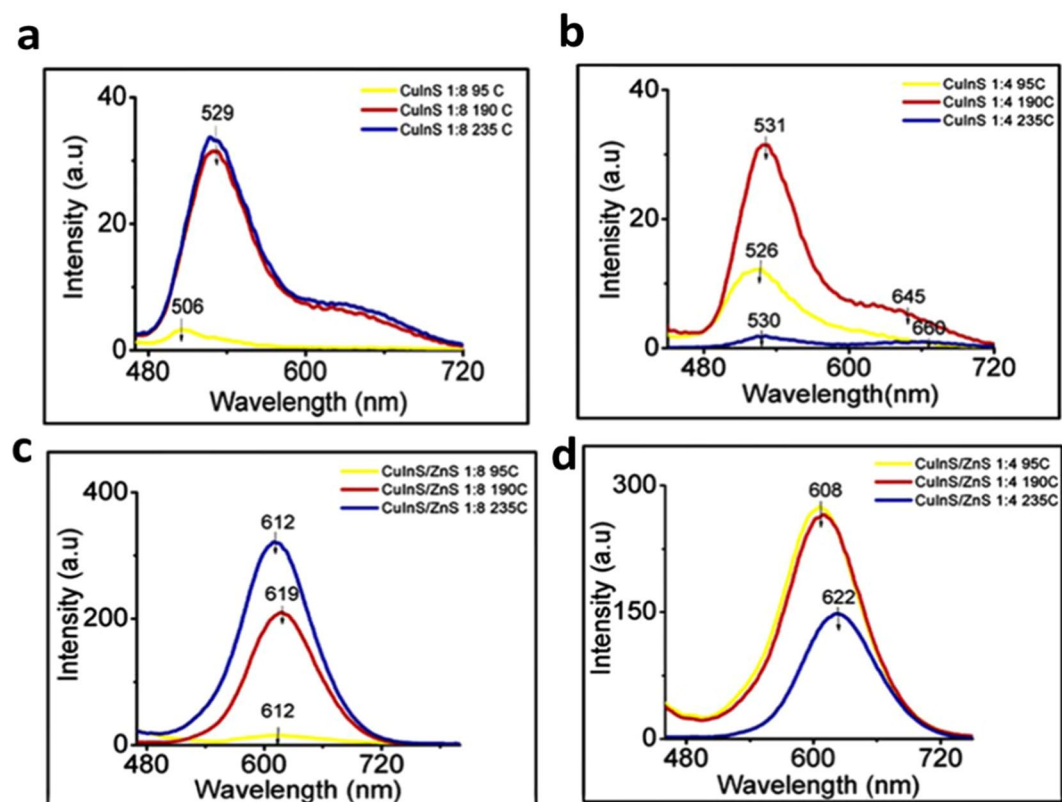 a
40
20
0
Intensity (a.u)
529
506
CuInS 1:8 95 C
CuInS 1:8 190 C
CuInS 1:8 235 C
480
600
720
Wavelength (nm)
b
40
20
0
Intenisity (a.u)
531
526
530
645
660
CuInS 1:4 95C
CuInS 1:4 190C
CuInS 1:4 235C
480
600
720
Wavelength(nm)
c
400
200
0
Intensity (a.u)
612
619
612
CuInS/ZnS 1:8 95C
CuInS/ZnS 1:8 190C
CuInS/ZnS 1:8 235C
480
600
720
Wavelength (nm)
d
300
150
0
Intensity (a.u)
608
622
CuInS/ZnS 1:4 95C
CuInS/ZnS 1:4 190C
CuInS/ZnS 1:4 235C
480
600
720
Wavelength (nm)